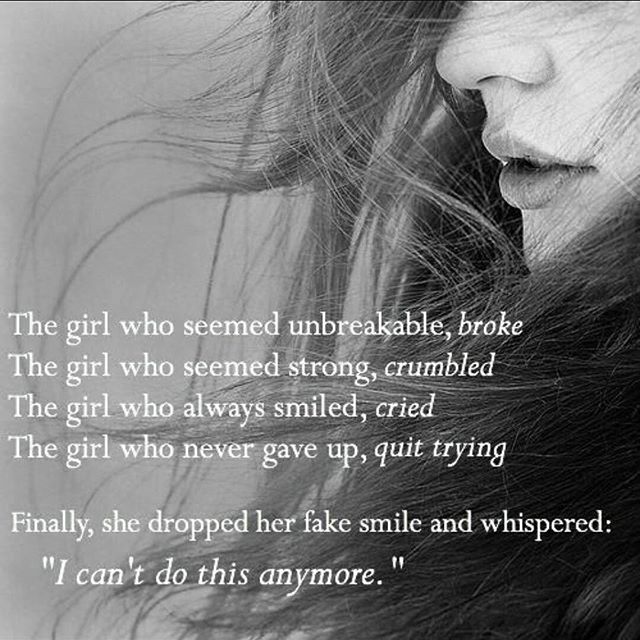 The girl who seemed unbreakable, broke
The girl who seemed strong, crumbled
The girl who always smiled, cried
The girl who never gave up, quit trying
Finally, she dropped her fake smile and whispered:
"I can't do this anymore."